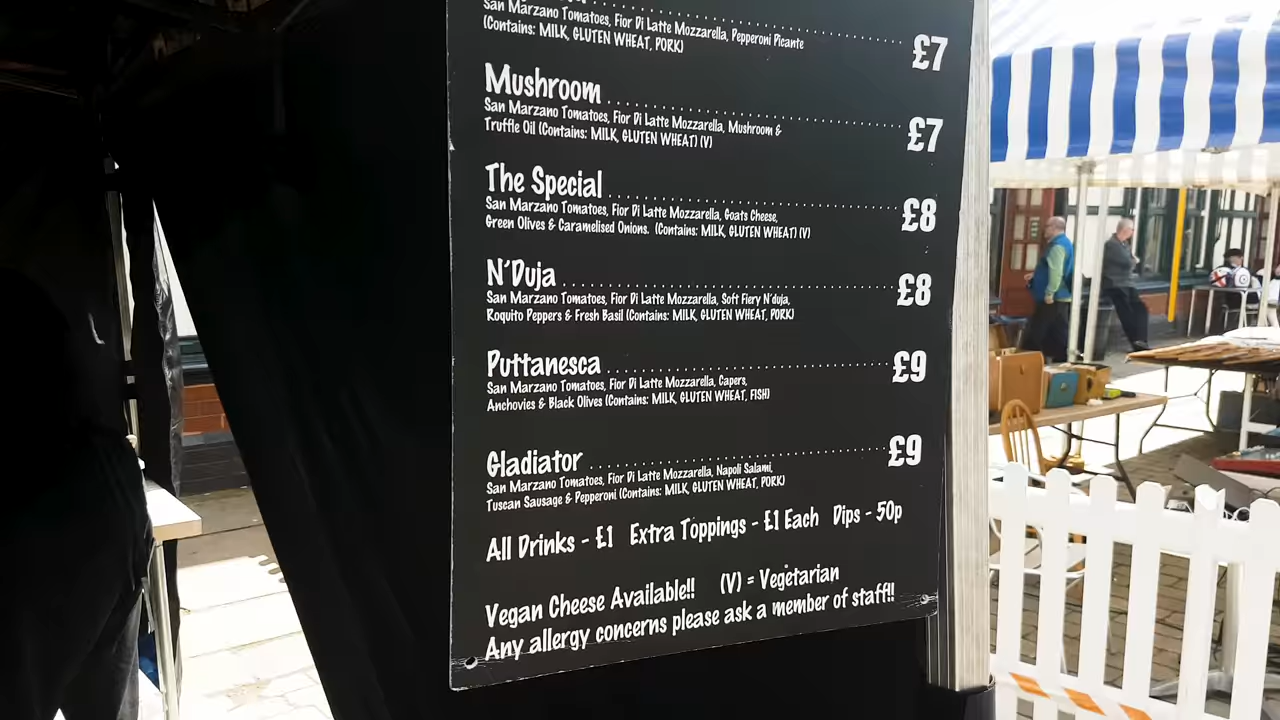 San Marzano Tomatoes, Fior Di Latte Mozzarella, Pepperoni Picante
(Contains: MILK, GLUTEN WHEAT, PORK)
£7
Mushroom
£7
San Marzano Tomatoes, Fior Di Latte Mozzarella, Mushroom &
Truffle Oil (Contains: MILK, GLUTEN WHEAT) (V)
The Special
£8
San Marzano Tomatoes, Fior Di Latte Mozzarella, Goats Cheese,
Green Olives & Caramelised Onions. (Contains: MILK, GLUTEN WHEAT) (V)
N'Duja
£8
San Marzano Tomatoes, Fior Di Latte Mozzarella, Soft Fiery N'duja,
Roquito Peppers & Fresh Basil (Contains: MILK, GLUTEN WHEAT, PORK)
Puttanesca
£9
San Marzano Tomatoes, Fior Di Latte Mozzarella, Capers,
Anchovies & Black Olives (Contains: MILK, GLUTEN WHEAT, FISH)
Gladiator
£9
San Marzano Tomatoes, Fior Di Latte Mozzarella, Napoli Salami,
Tuscan Sausage & Pepperoni (Contains: MILK, GLUTEN WHEAT, PORK)
All Drinks - £1 Extra Toppings - £1 Each Dips - 50p
Vegan Cheese Available!! (V) = Vegetarian
Any allergy concerns please ask a member of staff!!